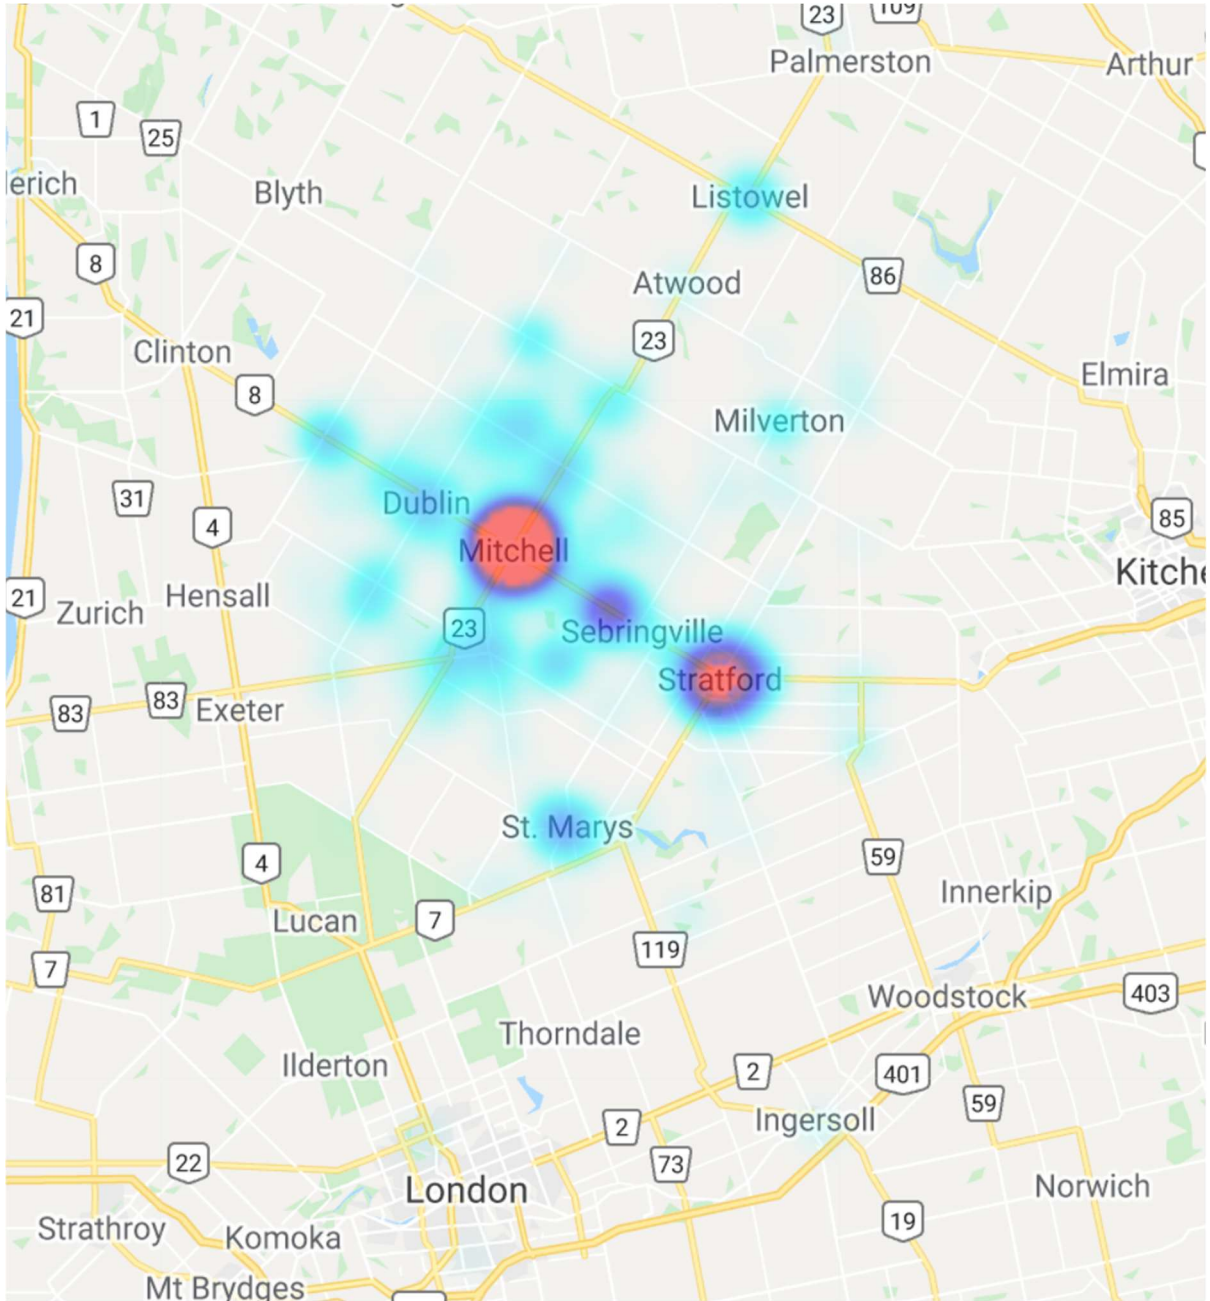 23
109
Palmerston
Arthur
1
25
erich
Blyth
Listowel
8
86
Atwood
21
23
Clinton
8
Elmira
Milverton
31
Dublin
4
85
Mitchell
Kitche
21
Zurich
Hensall
23
Sebringville
Stratford
83
83
Exeter
St. Marys
4
59
81
Innerkip
Lucan
7
119
7
Woodstock
403
Thorndale
Ilderton
2
401
59
Ingersoll
2
22
73
London
Norwich
19
Strathroy
Komoka
Mt Brydges